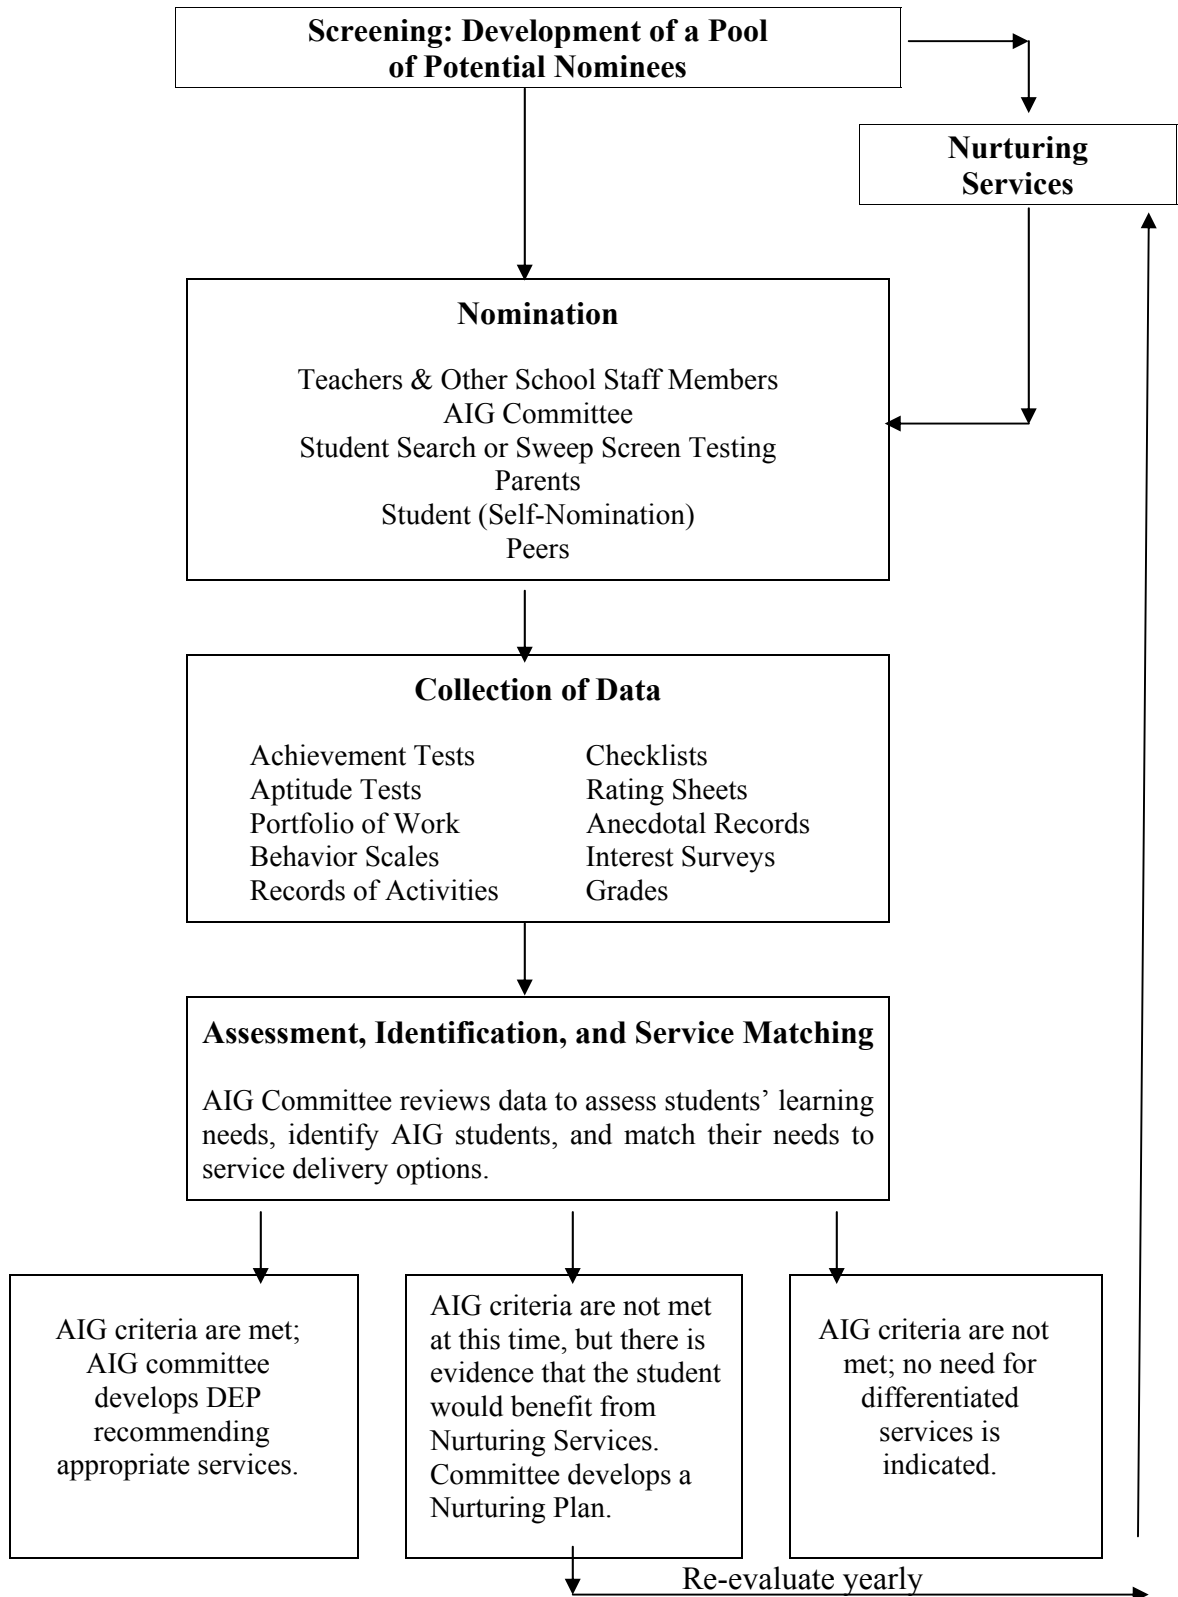 Screening: Development of a Pool
of Potential Nominees
Nurturing
Services
Nomination
Teachers & Other School Staff Members
AIG Committee
Student Search or Sweep Screen Testing
Parents
Student (Self-Nomination)
Peers
Collection of Data
Achievement Tests
Aptitude Tests
Portfolio of Work
Behavior Scales
Records of Activities
Checklists
Rating Sheets
Anecdotal Records
Interest Surveys
Grades
Assessment, Identification, and Service Matching
AIG Committee reviews data to assess students’ learning
needs, identify AIG students, and match their needs to
service delivery options.
AIG criteria are met;
AIG committee
develops DEP
recommending
appropriate services.
AIG criteria are not met
at this time, but there is
evidence that the student
would benefit from
Nurturing Services.
Committee develops a
Nurturing Plan.
AIG criteria are not
met; no need for
differentiated
services is
indicated.
Re-evaluate yearly